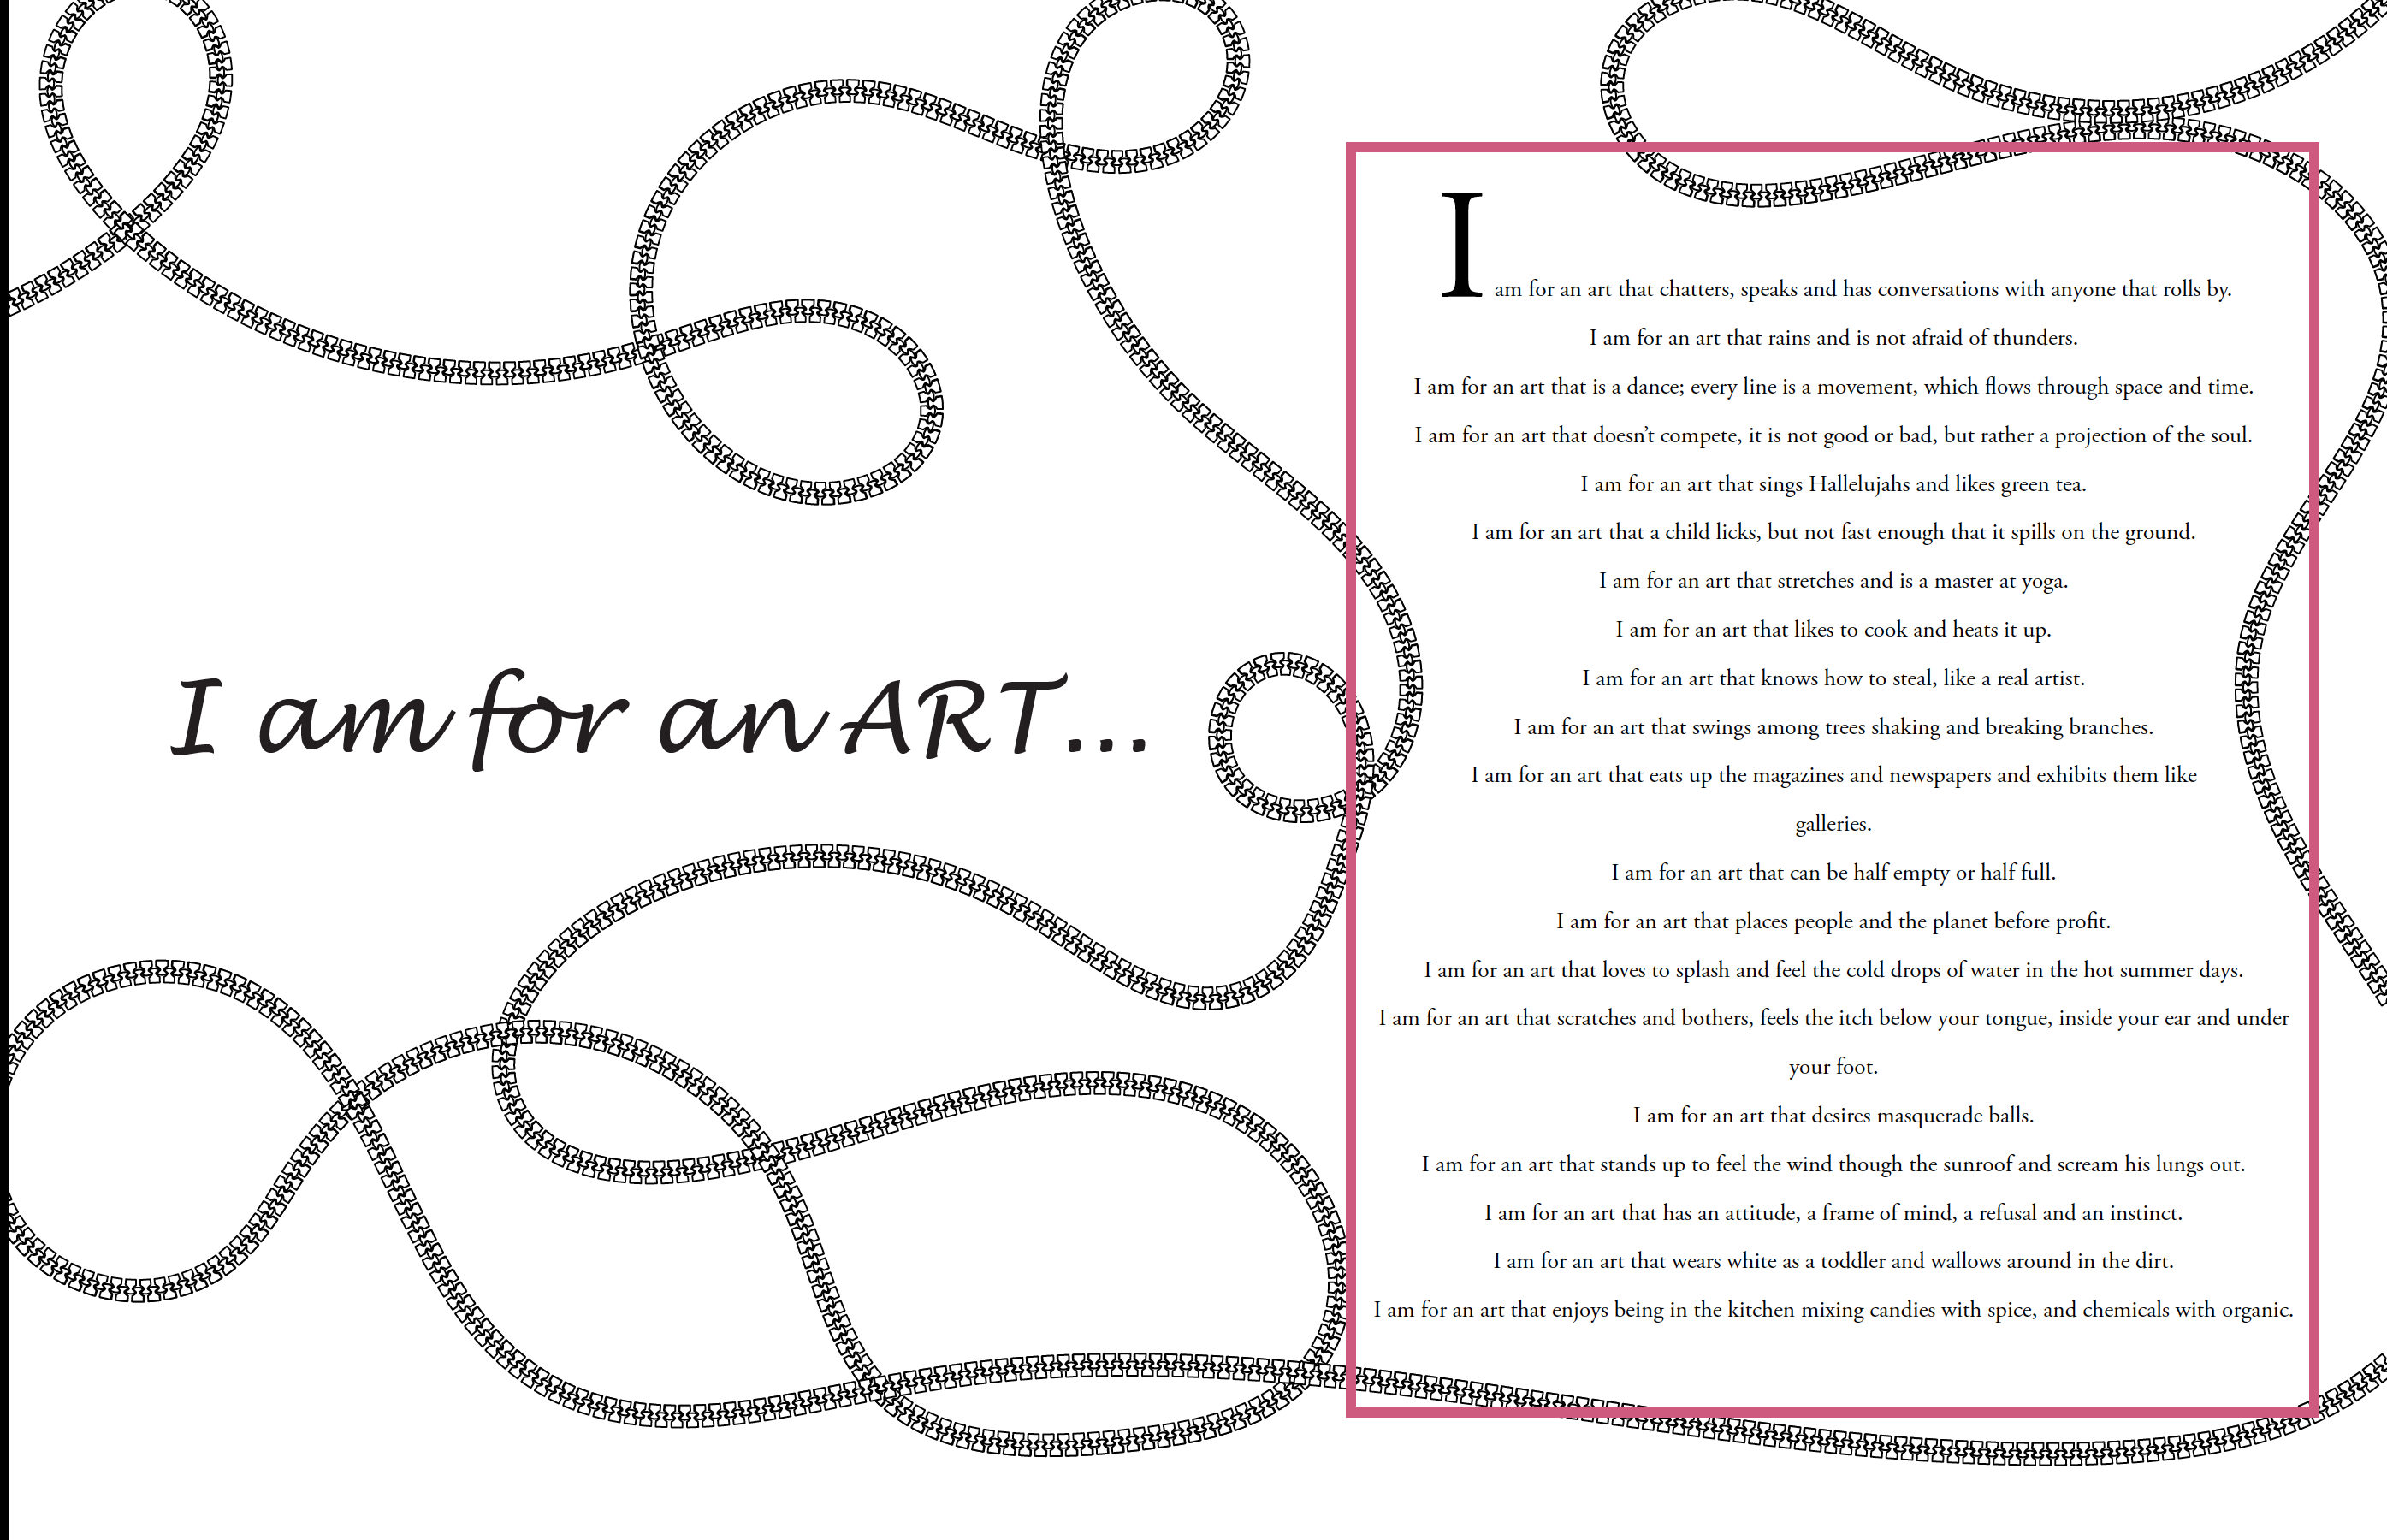 I am for an ART...
I am for an art that chatters, speaks and has conversations with anyone that rolls by.
I am for an art that rains and is not afraid of thunders.
I am for an art that is a dance; every line is a movement, which flows through space and time.
I am for an art that doesn’t compete, it is not good or bad, but rather a projection of the soul.
I am for an art that sings Hallelujahs and likes green tea.
I am for an art that a child licks, but not fast enough that it spills on the ground.
I am for an art that stretches and is a master at yoga.
I am for an art that likes to cook and heats it up.
I am for an art that knows how to steal, like a real artist.
I am for an art that swings among trees shaking and breaking branches.
I am for an art that eats up the magazines and newspapers and exhibits them like
galleries.
I am for an art that can be half empty or half full.
I am for an art that places people and the planet before profit.
I am for an art that loves to splash and feel the cold drops of water in the hot summer days.
I am for an art that scratches and bothers, feels the itch below your tongue, inside your ear and under
your foot.
I am for an art that desires masquerade balls.
I am for an art that stands up to feel the wind though the sunroof and scream his lungs out.
I am for an art that has an attitude, a frame of mind, a refusal and an instinct.
I am for an art that wears white as a toddler and wallows around in the dirt.
I am for an art that enjoys being in the kitchen mixing candies with spice, and chemicals with organic.